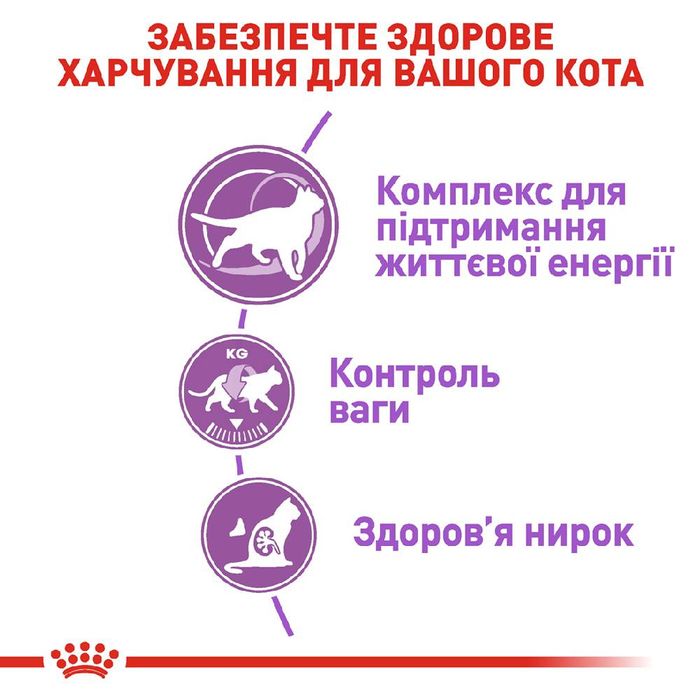 ЗАБЕЗПЕЧТЕ ЗДОРОВЕ
ХАРЧУВАННЯ ДЛЯ ВАШОГО КОТА
Комплекс для
підтримання
життєвої енергії
KG
Контроль
ваги
Здоров'я нирок